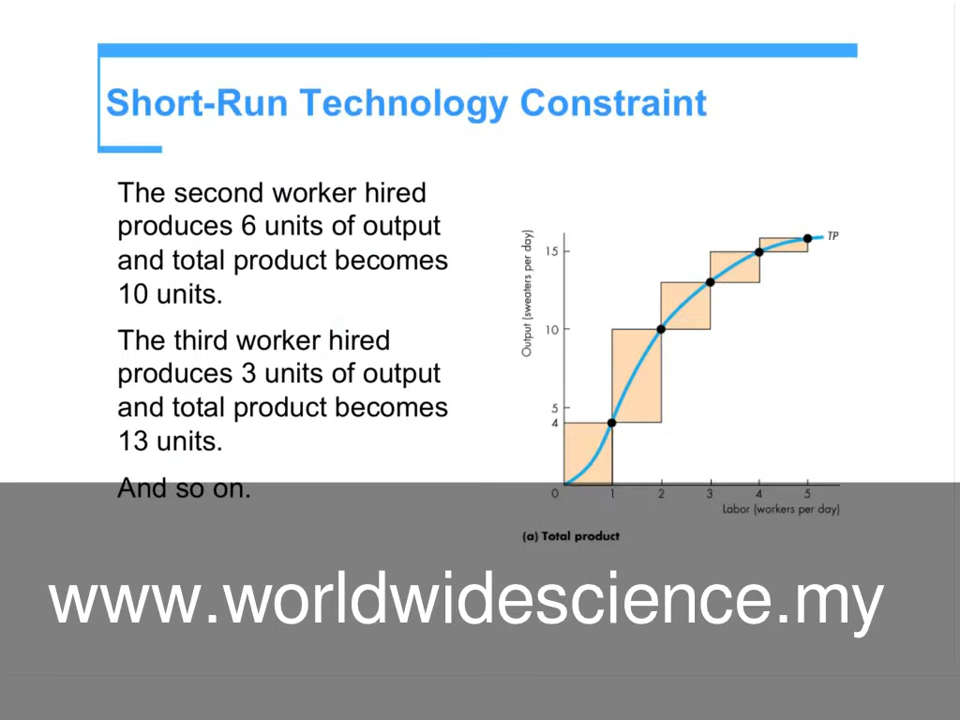 Short-Run Technology Constraint
The second worker hired
produces 6 units of output
and total product becomes
10 units.
The third worker hired
produces 3 units of output
and total product becomes
13 units.
And so on.
Output (sweaters per day)
15
10
5
4
0
1
2
3
4
5
TP
Labor (workers per day)
(a) Total product
www.worldwidescience.my